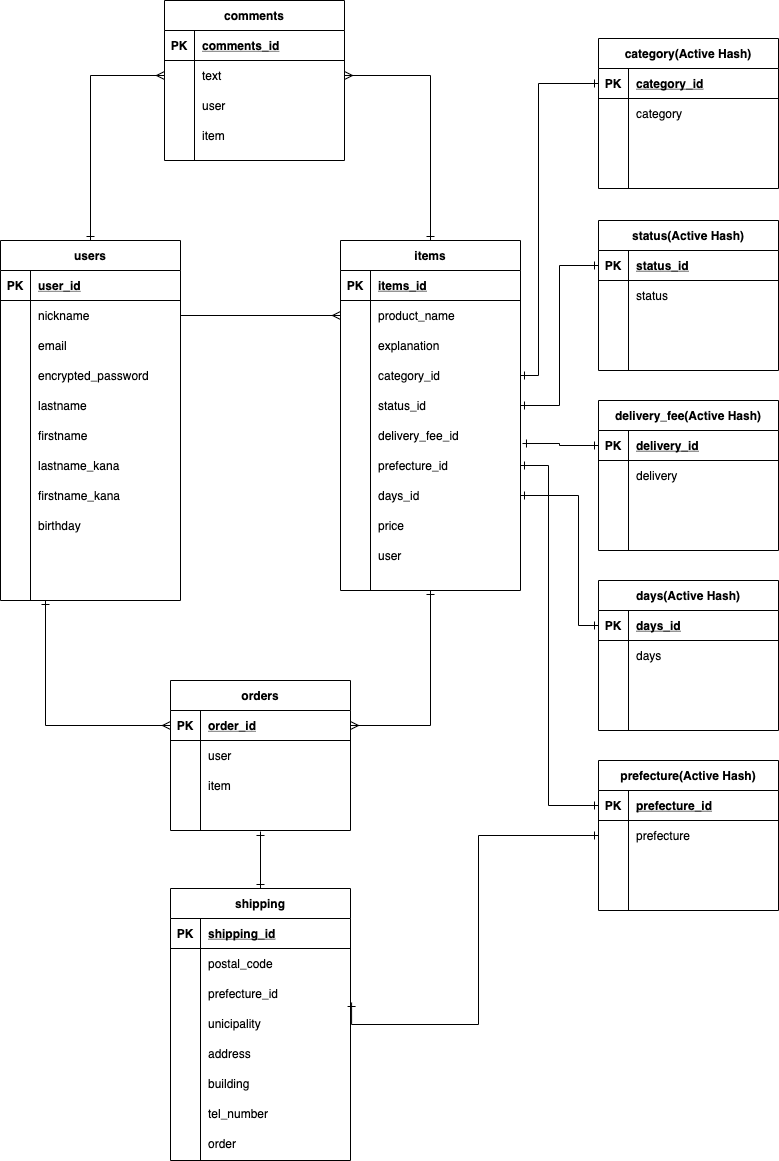 comments
PK comments_id
text
user
item
users
PK user_id
nickname
email
encrypted_password
lastname
firstname
lastname_kana
firstname_kana
birthday
items
PK items_id
product_name
explanation
category_id
status_id
delivery_fee_id
prefecture_id
days_id
price
user
orders
PK order_id
user
item
shipping
PK shipping_id
postal_code
prefecture_id
unicipality
address
building
tel_number
order
category(Active Hash)
PK category_id
category
status(Active Hash)
PK status_id
status
delivery_fee(Active Hash)
PK delivery_id
delivery
days(Active Hash)
PK days_id
days
prefecture(Active Hash)
PK prefecture_id
prefecture